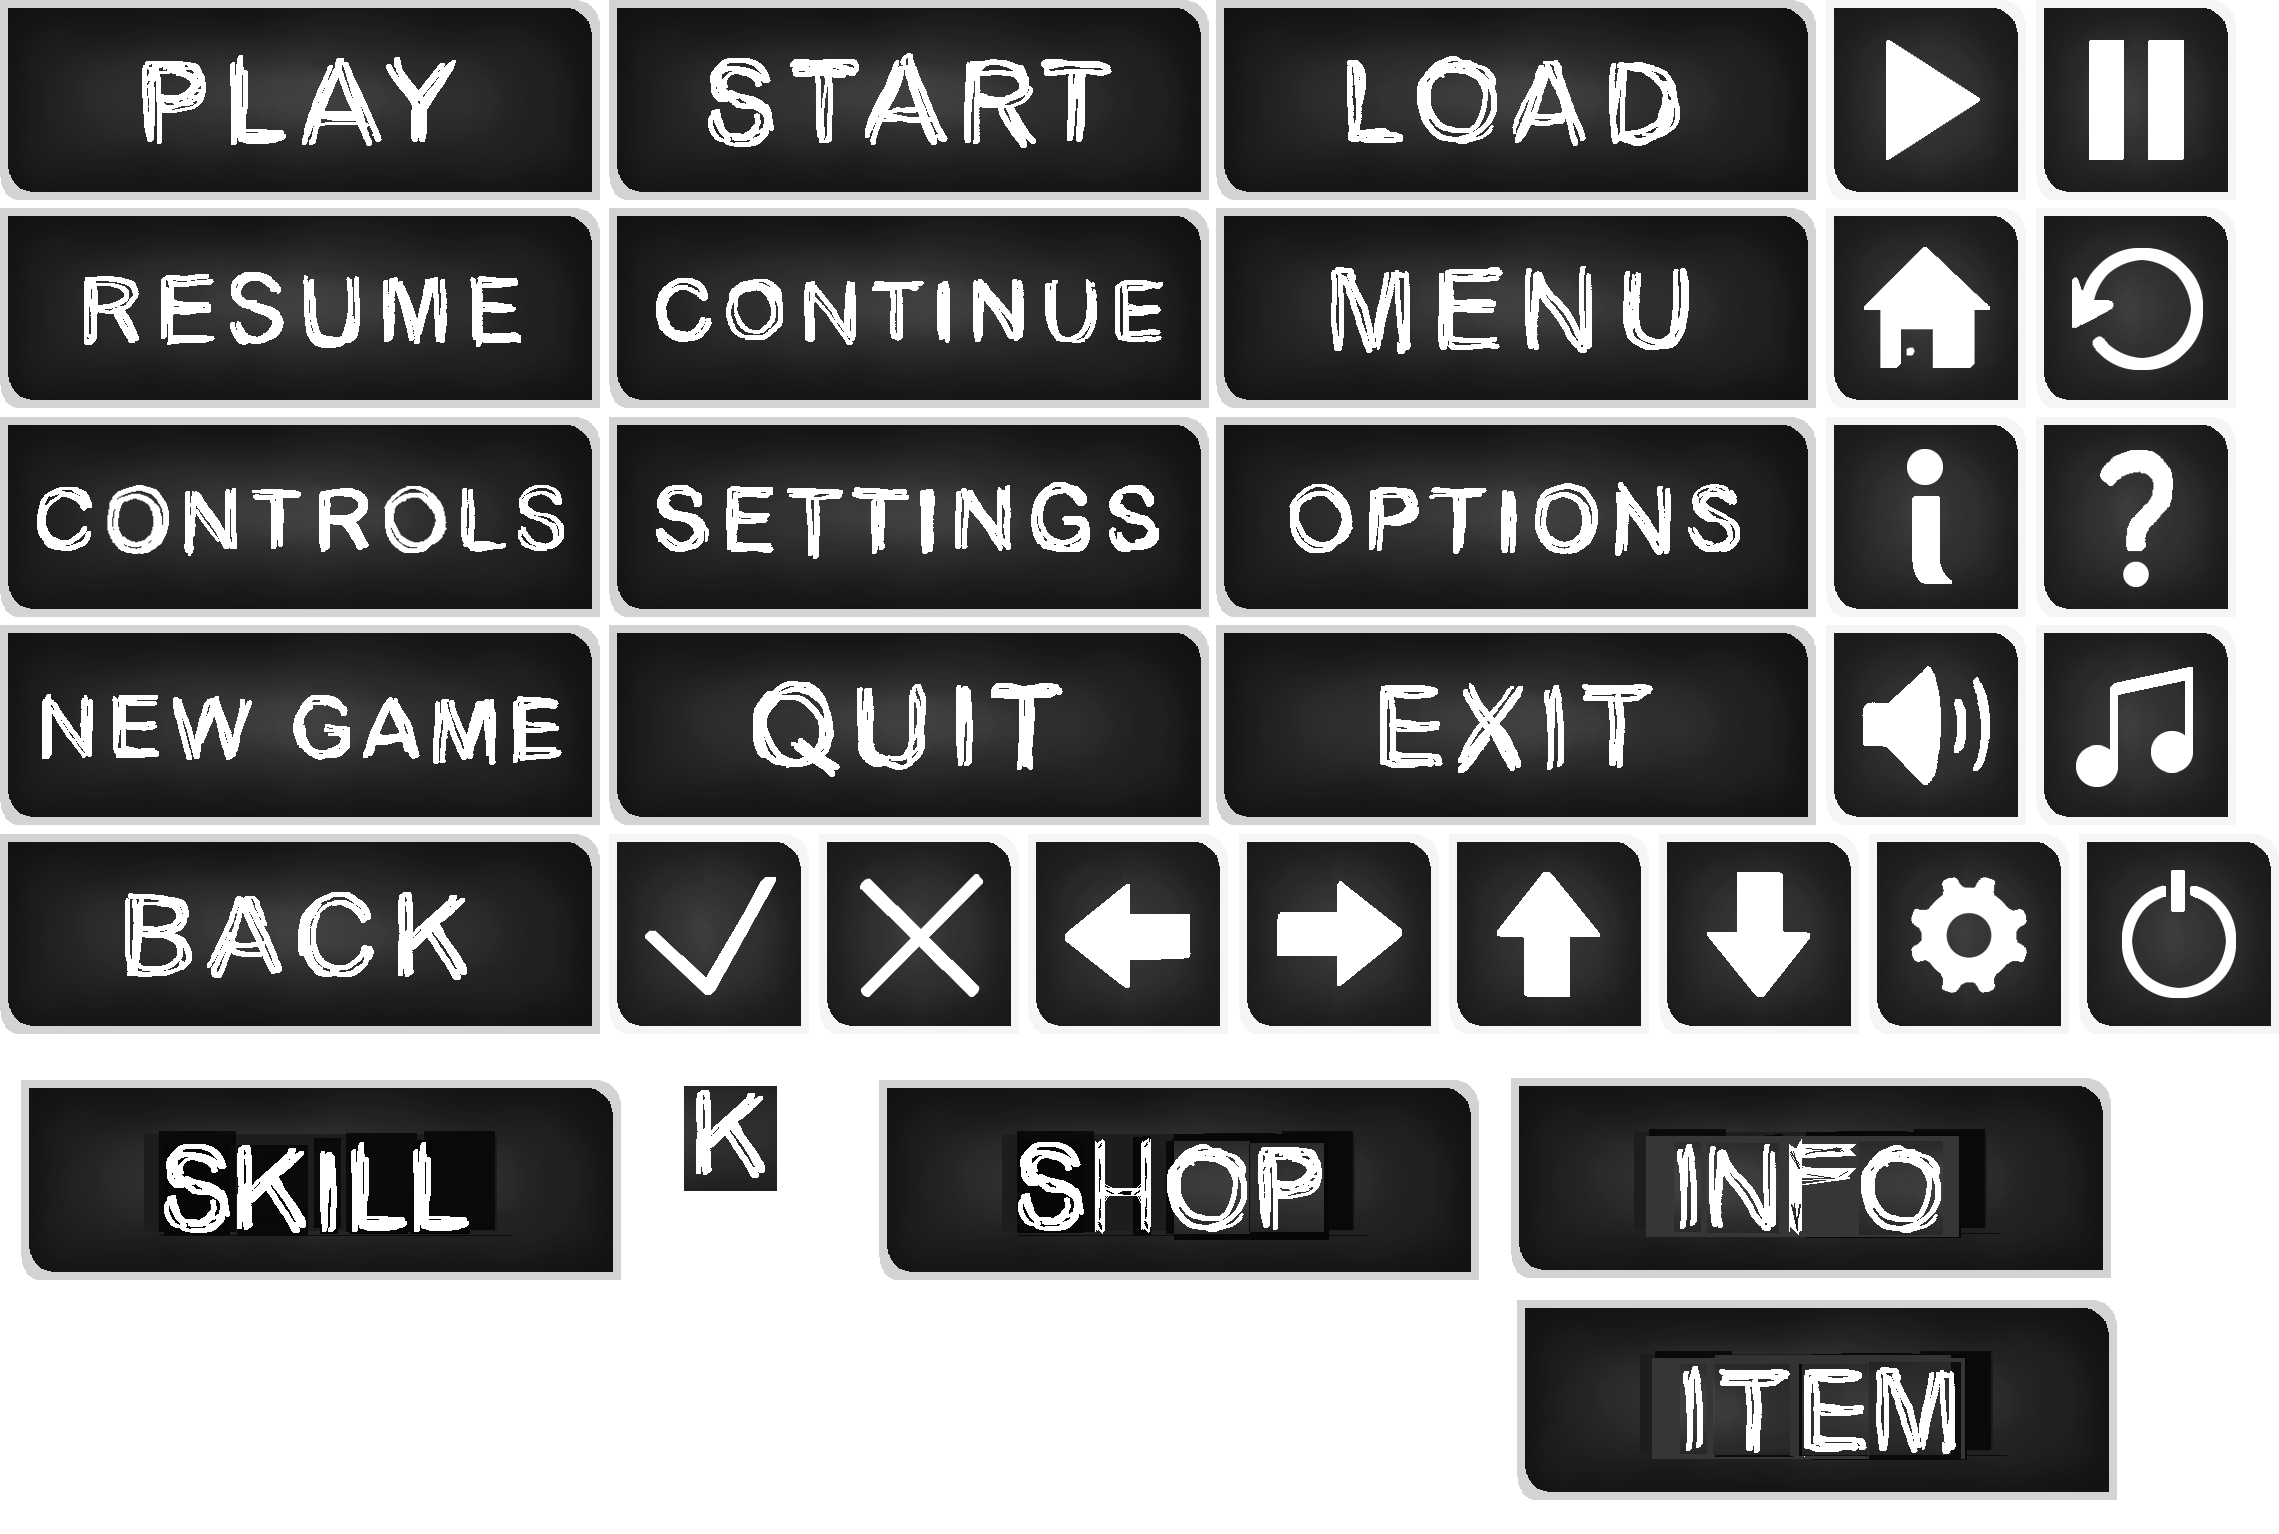 PLAY START LOAD
RESUME CONTINUE MENU
CONTROLS SETTINGS OPTIONS i ?
NEW GAME QUIT EXIT
BACK
SKILL K SHOP INFO
ITEM